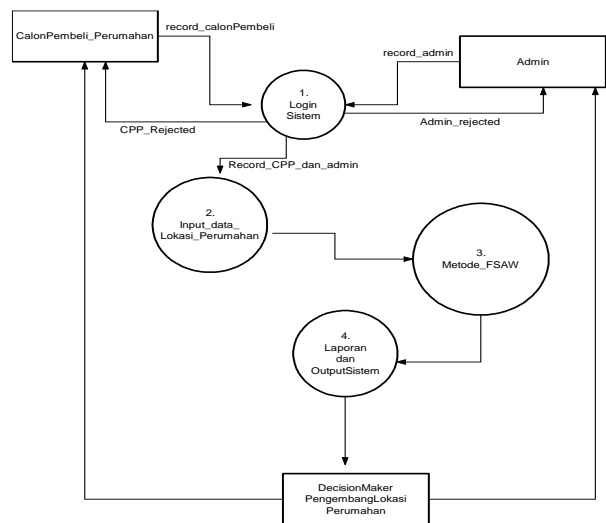 record_calonPembeli
CalonPembeli_Perumahan
record_admin
Admin
1.
Login
Sistem
CPP_Rejected
Admin_rejected
Record_CPP_dan_admin
2.
Input_data_
Lokasi_Perumahan
3.
Metode_FSAW
4.
Laporan
dan
OutputSistem
DecisionMaker
PengembangLokasi
Perumahan